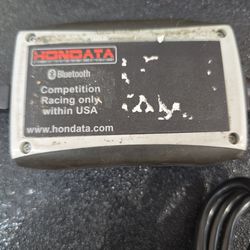 HONDATA
Bluetooth
Competition
Racing only
within USA
www.hondata.com